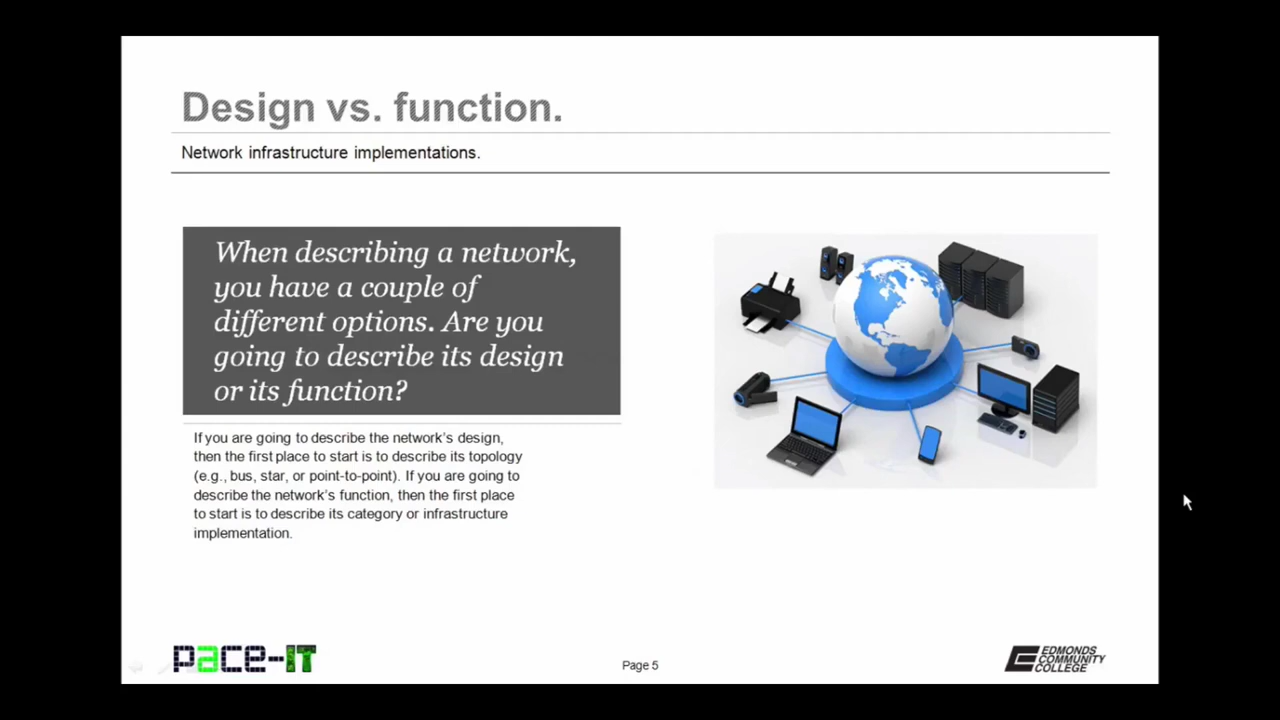 Design vs. function.
Network infrastructure implementations.
When describing a network,
you have a couple of
different options. Are you
going to describe its design
or its function?
If you are going to describe the network's design,
then the first place to start is to describe its topology
(e.g., bus, star, or point-to-point). If you are going to
describe the network's function, then the first place
to start is to describe its category or infrastructure
implementation.
pace-IT
Page 5
EDMONDS
COMMUNITY
COLLEGE